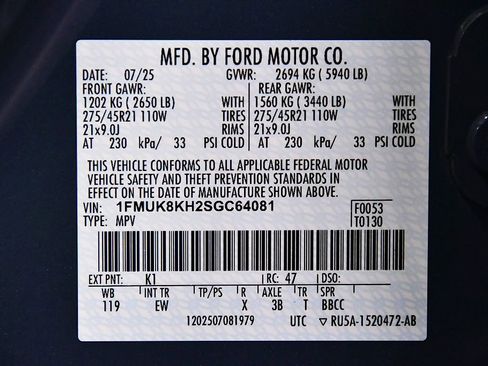 MFD. BY FORD MOTOR CO.
DATE: 07/25 GVWR: 2694 KG ( 5940 LB)
FRONT GAWR: REAR GAWR:
1202 KG ( 2650 LB) WITH 1560 KG ( 3440 LB) WITH
275/45R21 110W TIRES 275/45R21 110W TIRES
21x9.0J RIMS 21x9.0J RIMS
AT 230 kPa/ 33 PSI COLD AT 230 kPa/ 33 PSI COLD
THIS VEHICLE CONFORMS TO ALL APPLICABLE FEDERAL MOTOR
VEHICLE SAFETY AND THEFT PREVENTION STANDARDS IN EFFECT
ON THE DATE OF MANUFACTURE SHOWN ABOVE.
VIN: 1FMUK8KH2SGC64081 F0053
TYPE: MPV T0130
EXT PNT: K1 RC: 47 DSO:
WB INT TR TP/PS R AXLE TR SPR
119 EW X 3B T BBCC
1202507081979 UTC ▽ RU5A-1520472-AB